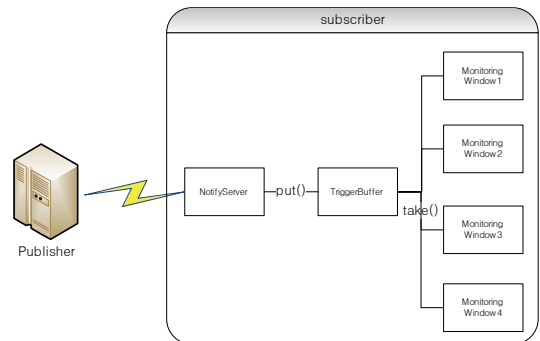 subscriber
Monitoring
Window1
Monitoring
Window2
NotifyServer
put()
TriggerBuffer
take()
Monitoring
Window3
Publisher
Monitoring
Window4